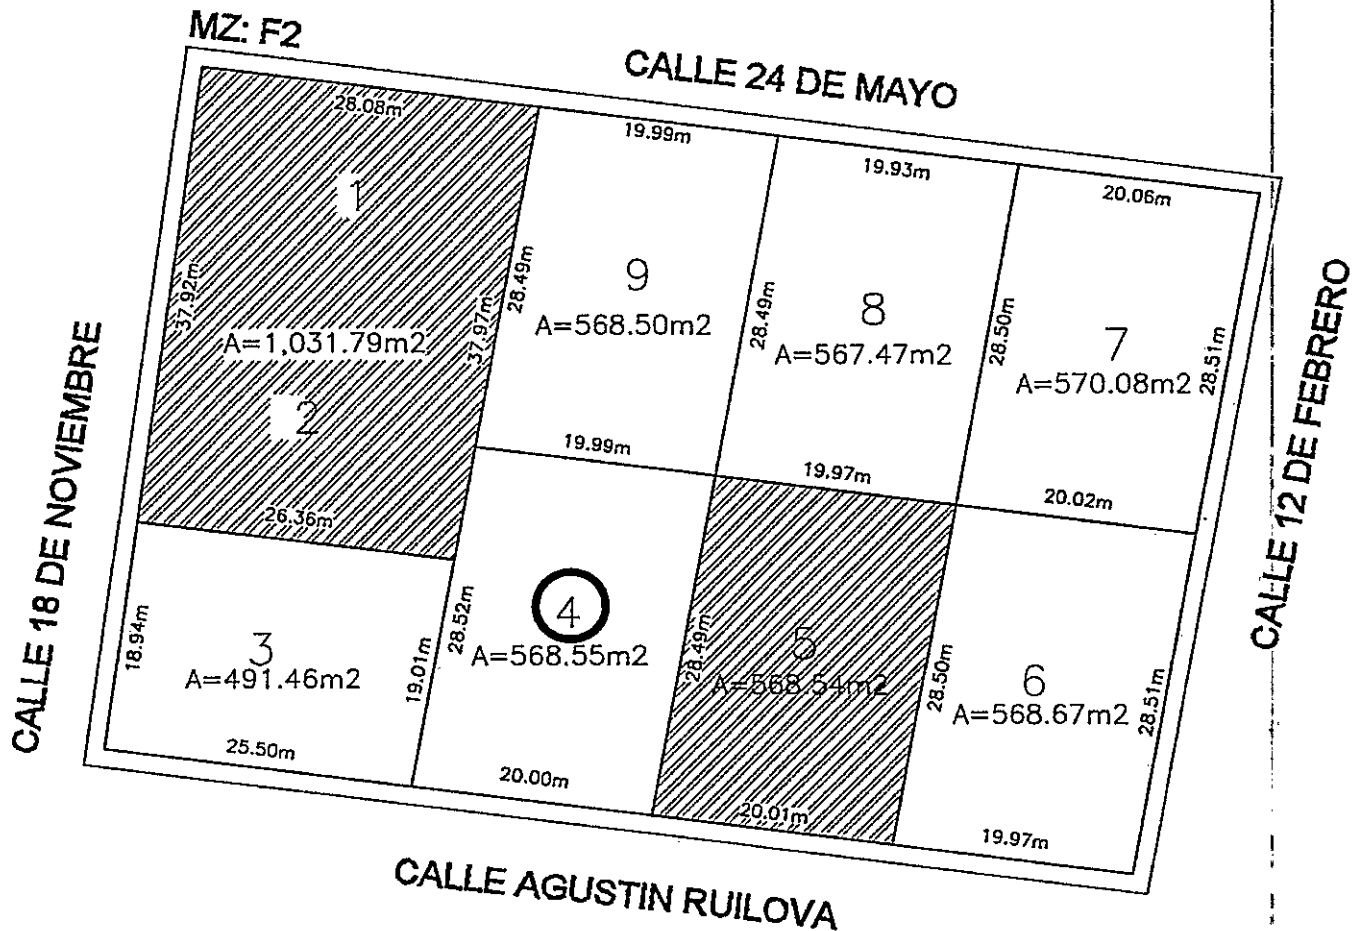 MZ: F2
CALLE 24 DE MAYO
28.08m
19.99m
19.93m
20.06m
1
37.92m
37.97m
A=1,031.79m2
2
26.36m
28.49m
9
A=568.50m2
19.99m
28.49m
8
A=567.47m2
19.97m
28.50m
7
A=570.08m2
28.51m
20.02m
CALLE 18 DE NOVIEMBRE
CALLE 12 DE FEBRERO
18.94m
3
A=491.46m2
19.01m
25.50m
28.52m
4
A=568.55m2
20.00m
28.49m
5
A=568.54m2
20.01m
28.50m
6
A=568.67m2
28.51m
19.97m
CALLE AGUSTIN RUILOVA